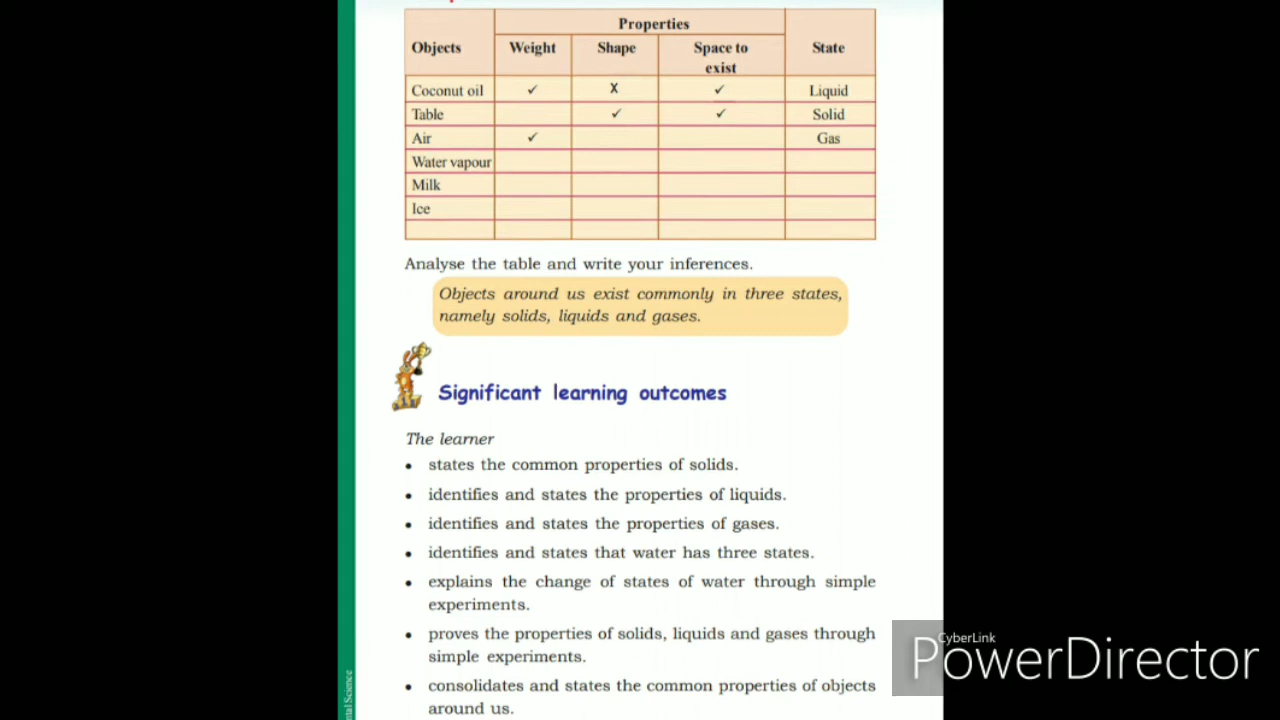 Properties
Objects Weight Shape Space to exist State
Coconut oil ✓ X ✓ Liquid
Table ✓ ✓ Solid
Air ✓ Gas
Water vapour
Milk
Ice
Analyse the table and write your inferences.
Objects around us exist commonly in three states,
namely solids, liquids and gases.
Significant learning outcomes
The learner
• states the common properties of solids.
• identifies and states the properties of liquids.
• identifies and states the properties of gases.
• identifies and states that water has three states.
• explains the change of states of water through simple
experiments.
• proves the properties of solids, liquids and gases through
simple experiments.
• consolidates and states the common properties of objects
around us.
CyberLink
PowerDirector